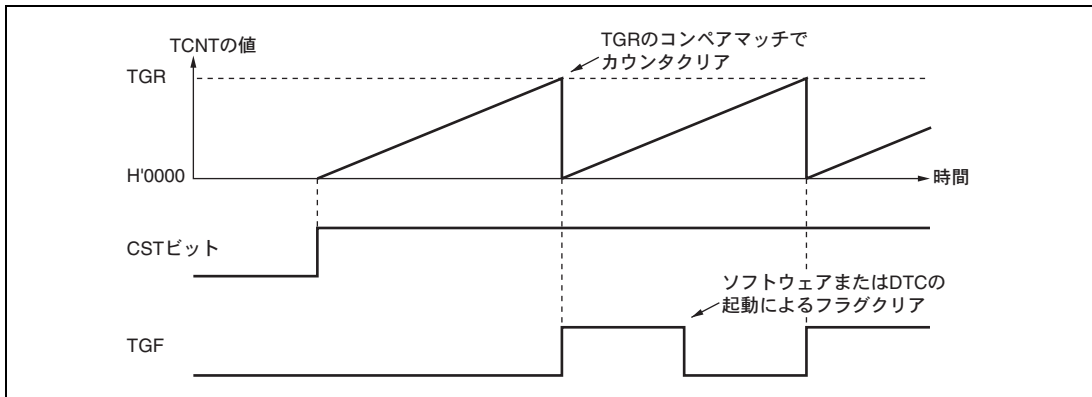 TCNTの値
TGRのコンペアマッチで
カウンタクリア
TGR
H'0000
時間
CSTビット
ソフトウェアまたはDTCの
起動によるフラグクリア
TGF